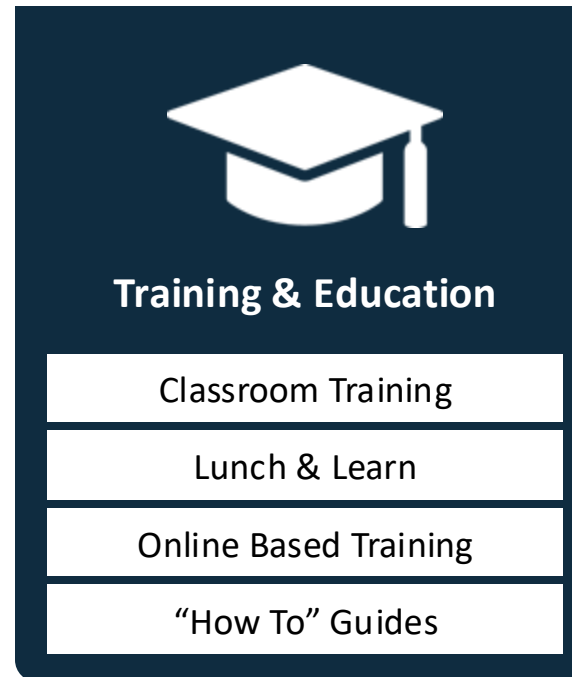 Training & Education
Classroom Training
Lunch & Learn
Online Based Training
“How To” Guides